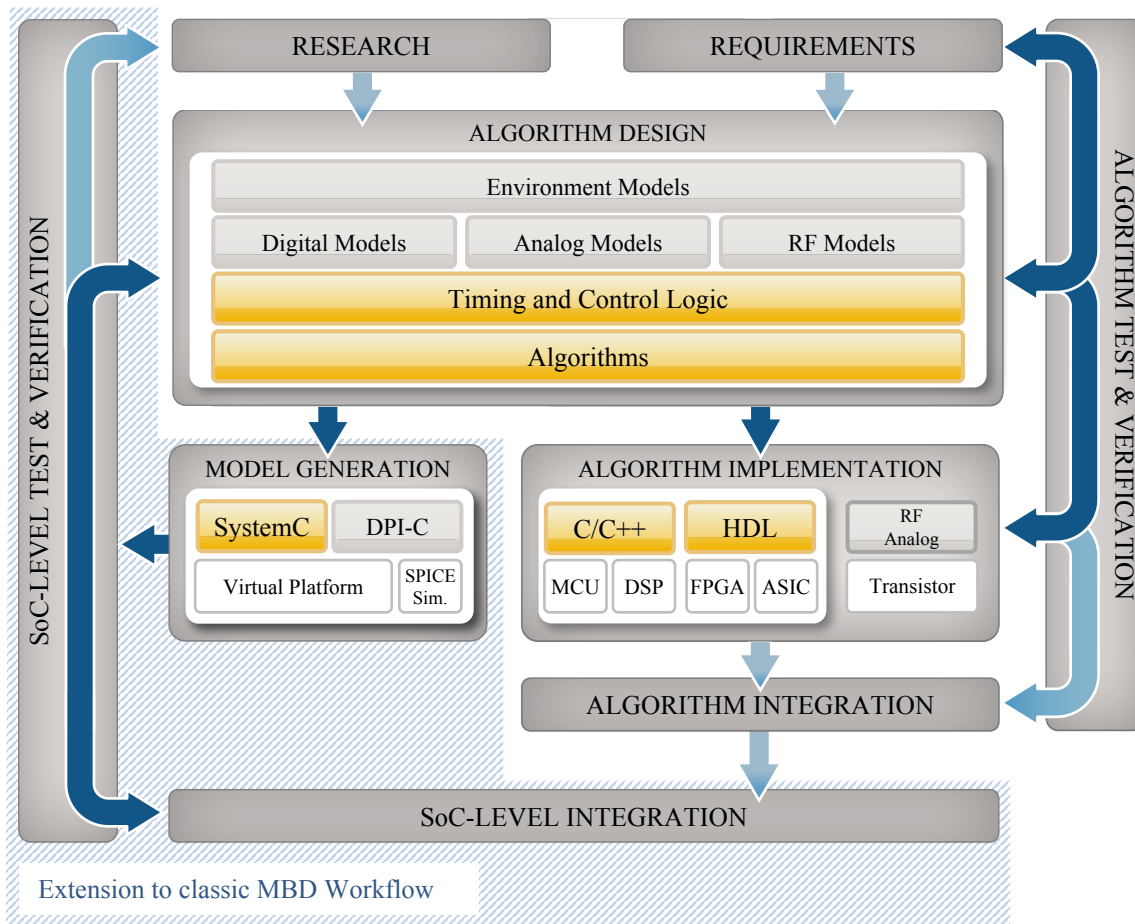 RESEARCH
REQUIREMENTS
SoC-LEVEL TEST & VERIFICATION
ALGORITHM TEST & VERIFICATION
ALGORITHM DESIGN
Environment Models
Digital Models
Analog Models
RF Models
Timing and Control Logic
Algorithms
MODEL GENERATION
SystemC
DPI-C
Virtual Platform
SPICE
Sim.
ALGORITHM IMPLEMENTATION
C/C++
HDL
RF
Analog
MCU
DSP
FPGA
ASIC
Transistor
ALGORITHM INTEGRATION
SoC-LEVEL INTEGRATION
Extension to classic MBD Workflow